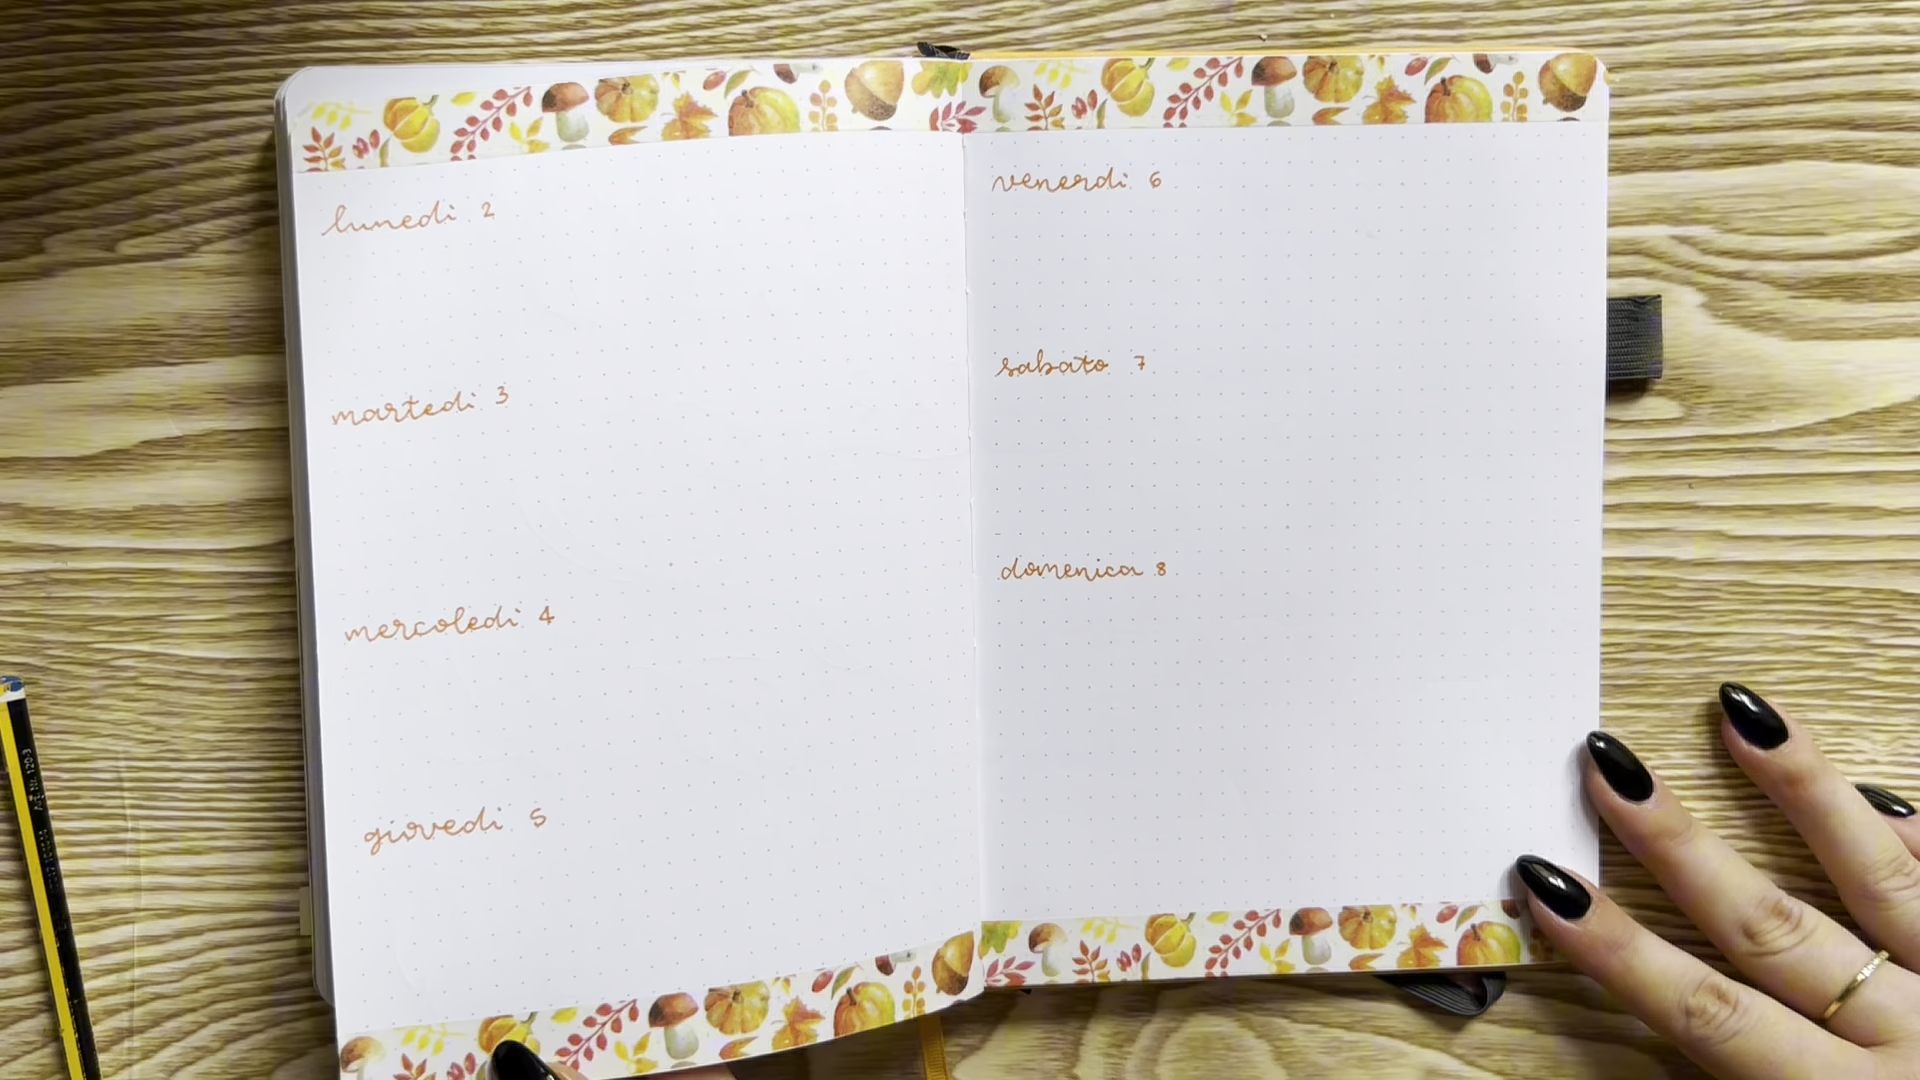 lunedì 2
martedì 3
mercoledì 4
giovedì 5
venerdì 6
sabato 7
domenica 8